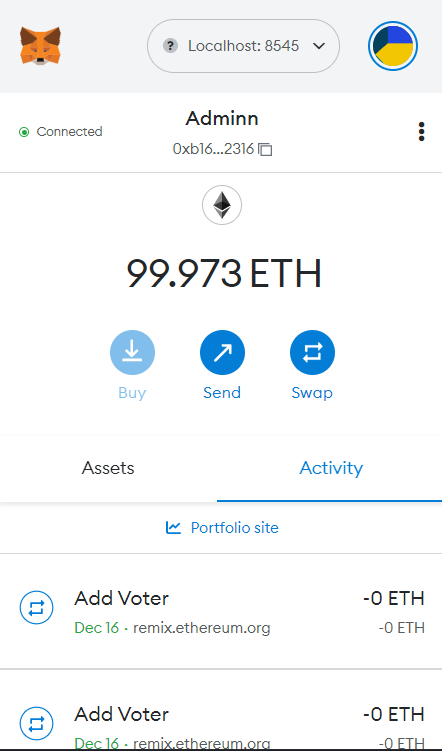 ? Localhost: 8545
Connected
Adminn
0xb16...2316
99.973 ETH
Buy Send Swap
Assets Activity
Portfolio site
Add Voter -0 ETH
Dec 16 · remix.ethereum.org -0 ETH
Add Voter -0 ETH
Dec 16 · remix.ethereum.org -0 ETH